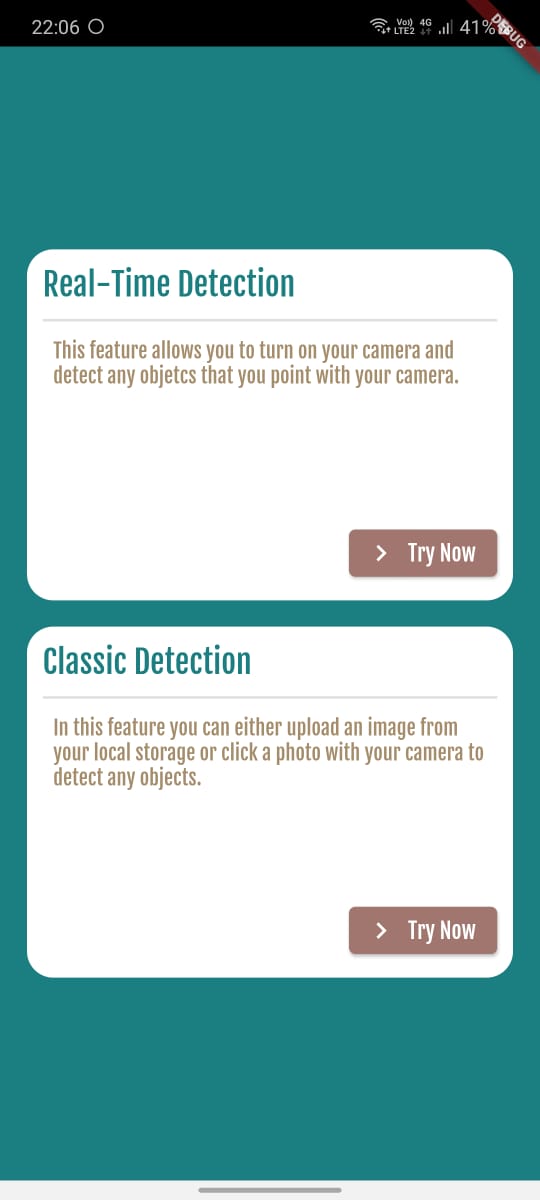 22:06
Vo)) 4G
LTE2
41%
DEBUG
Real-Time Detection
This feature allows you to turn on your camera and
detect any objetcs that you point with your camera.
Try Now
Classic Detection
In this feature you can either upload an image from
your local storage or click a photo with your camera to
detect any objects.
Try Now